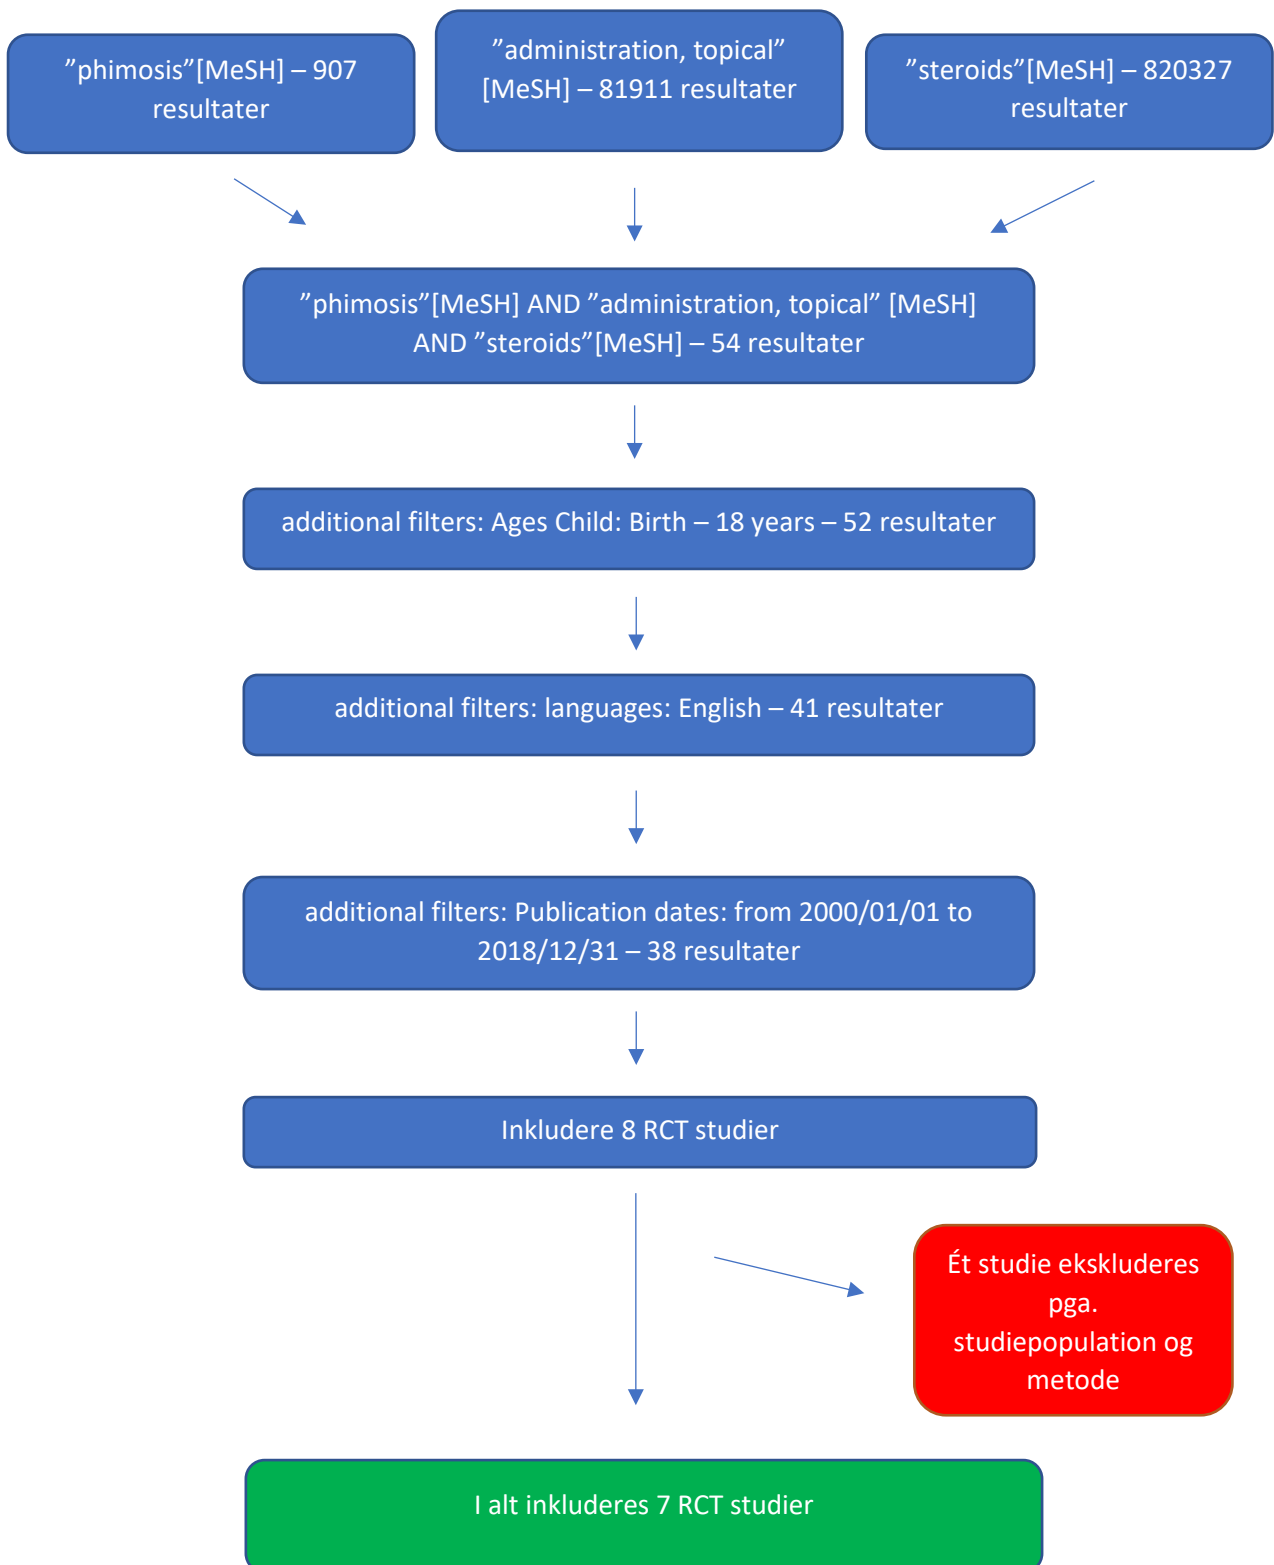 ”phimosis”[MeSH] – 907
resultater
”administration, topical”
[MeSH] – 81911 resultater
”steroids”[MeSH] – 820327
resultater
”phimosis”[MeSH] AND ”administration, topical” [MeSH]
AND ”steroids”[MeSH] – 54 resultater
additional filters: Ages Child: Birth – 18 years – 52 resultater
additional filters: languages: English – 41 resultater
additional filters: Publication dates: from 2000/01/01 to
2018/12/31 – 38 resultater
Inkludere 8 RCT studier
Ét studie ekskluderes
pga.
studiepopulation og
metode
I alt inkluderes 7 RCT studier